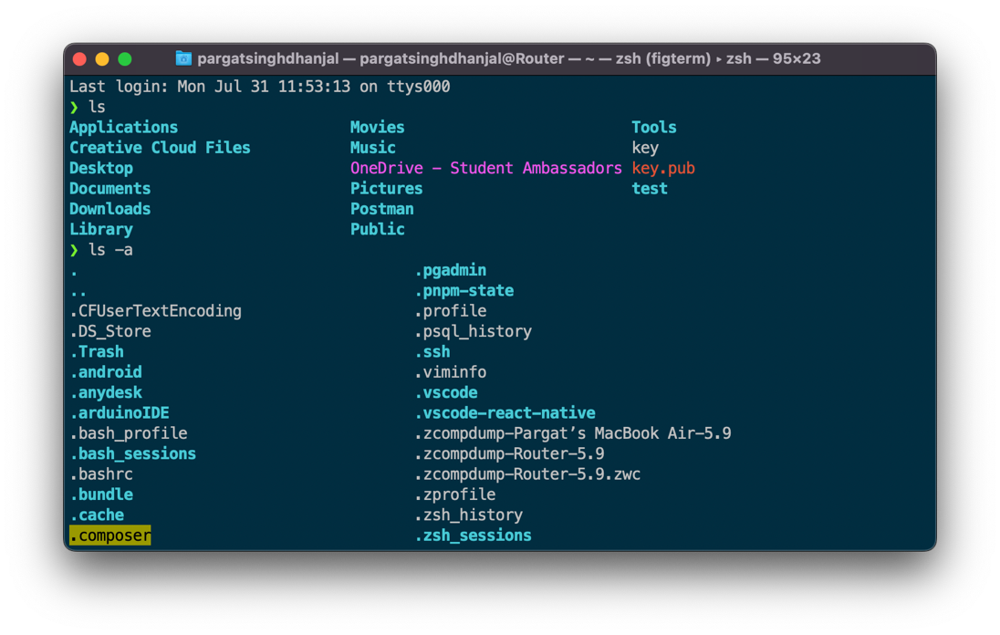 pargatsinghdhanjal — pargatsinghdhanjal@Router — ~ — zsh (figterm) ▸ zsh — 95×23
Last login: Mon Jul 31 11:53:13 on ttys000
❯ ls
Applications Movies Tools
Creative Cloud Files Music key
Desktop OneDrive - Student Ambassadors key.pub
Documents Pictures test
Downloads Postman
Library Public
❯ ls -a
. .pgadmin
.. .pnpm-state
.CFUserTextEncoding .profile
.DS_Store .psql_history
.Trash .ssh
.android .viminfo
.anydesk .vscode
.arduinoIDE .vscode-react-native
.bash_profile .zcompdump-Pargat’s MacBook Air-5.9
.bash_sessions .zcompdump-Router-5.9
.bashrc .zcompdump-Router-5.9.zwc
.bundle .zprofile
.cache .zsh_history
.composer .zsh_sessions